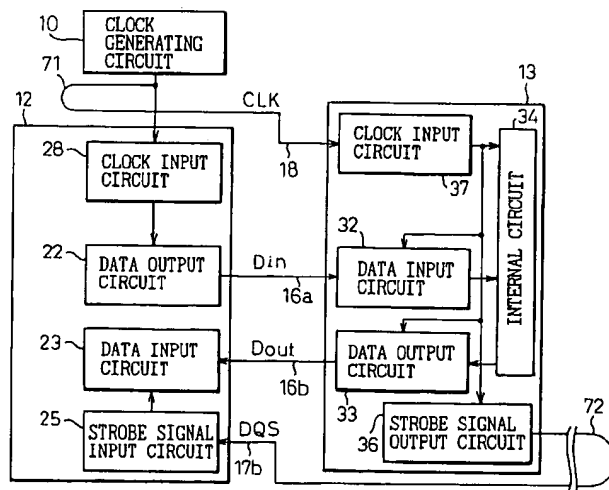 10
CLOCK
GENERATING
CIRCUIT
71
CLK
18
12
13
34
28
CLOCK INPUT
CIRCUIT
CLOCK INPUT
CIRCUIT
37
INTERNAL CIRCUIT
22
DATA OUTPUT
CIRCUIT
Din
16a
32
DATA INPUT
CIRCUIT
23
DATA INPUT
CIRCUIT
Dout
16b
DATA OUTPUT
CIRCUIT
33
25
STROBE SIGNAL
INPUT CIRCUIT
DQS
17b
36
STROBE SIGNAL
OUTPUT CIRCUIT
72